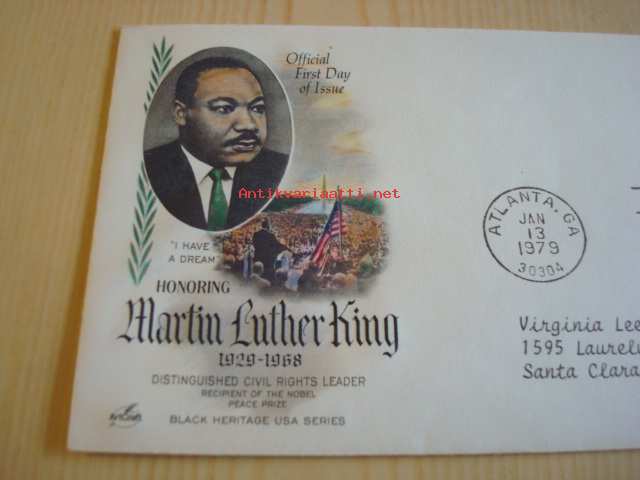 Official
First Day
of Issue
Antikvariaatti.net
"I HAVE
A DREAM"
HONORING
Martin Luther King
1929-1968
DISTINGUISHED CIVIL RIGHTS LEADER
RECIPIENT OF THE NOBEL
PEACE PRIZE
ArtCraft
BLACK HERITAGE USA SERIES
ATLANTA, GA
JAN
13
1979
30304
Virginia Lee
1595 Laurel
Santa Clara